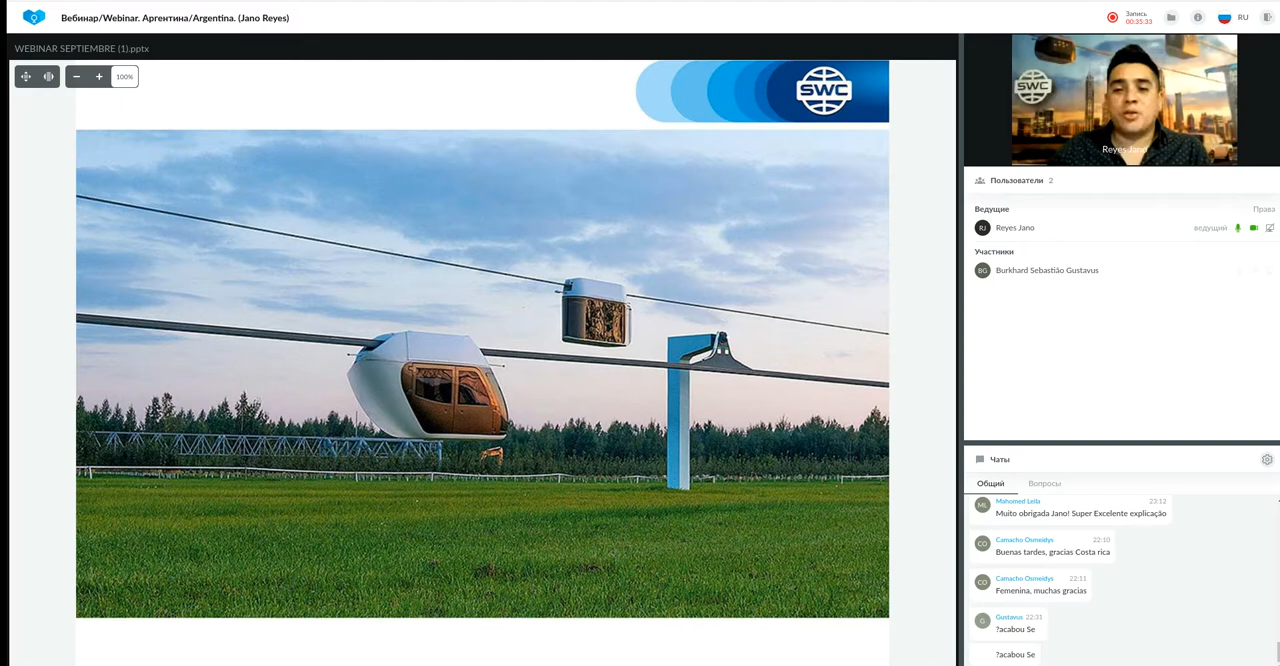 Вебинар/Webinar. Аргентина/Argentina. (Jano Reyes)
Запись
00:35:33
RU
WEBINAR SEPTIEMBRE (1).pptx
100%
SWC
SWC
Reyes Jano
Пользователи 2
Ведущие Права
RJ Reyes Jano ведущий
Участники
BG Burkhard Sebastião Gustavus
Чаты
Общий Вопросы
ML Mahomed Leila 23:12
Muito obrigada Jano! Super Excelente explicação
CO Camacho Osmeidys 22:10
Buenas tardes, gracias Costa rica
CO Camacho Osmeidys 22:11
Femenina, muchas gracias
G Gustavus 22:31
?acabou Se
?acabou Se